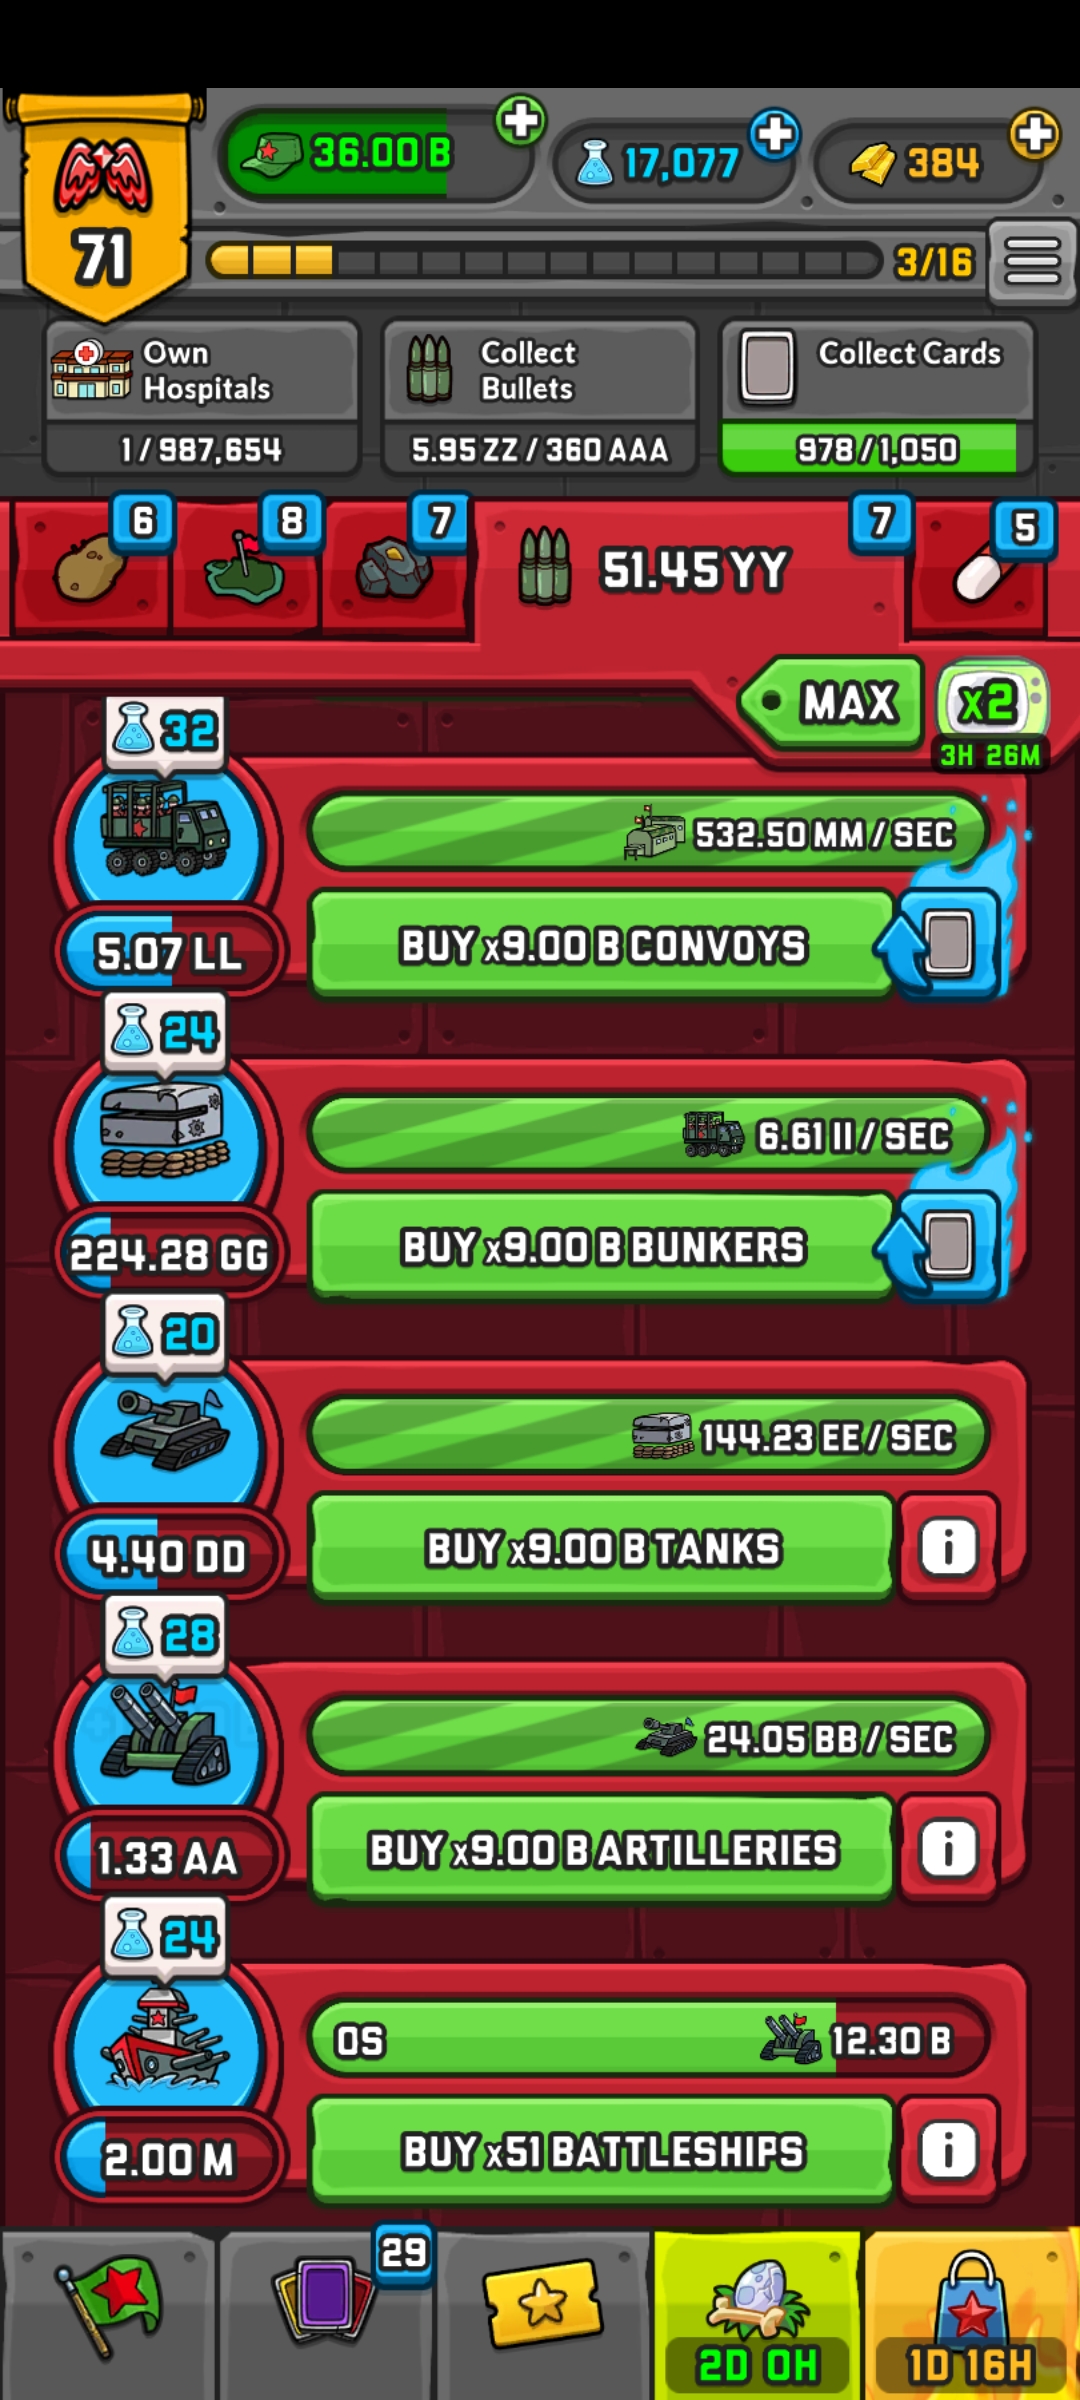 71
36.00 B
17,077
384
3/16
Own
Hospitals
1/987,654
Collect
Bullets
5.95 ZZ / 360 AAA
Collect Cards
978/1,050
6
8
7
51.45 YY
7
5
MAX
x2
3H 26M
32
532.50 MM / SEC
5.07 LL
BUY x9.00 B CONVOYS
24
6.61 II / SEC
224.28 GG
BUY x9.00 B BUNKERS
20
144.23 EE / SEC
4.40 DD
BUY x9.00 B TANKS
i
28
24.05 BB / SEC
1.33 AA
BUY x9.00 B ARTILLERIES
i
24
0S
12.30 B
2.00 M
BUY x51 BATTLESHIPS
i
29
2D 0H
1D 16H